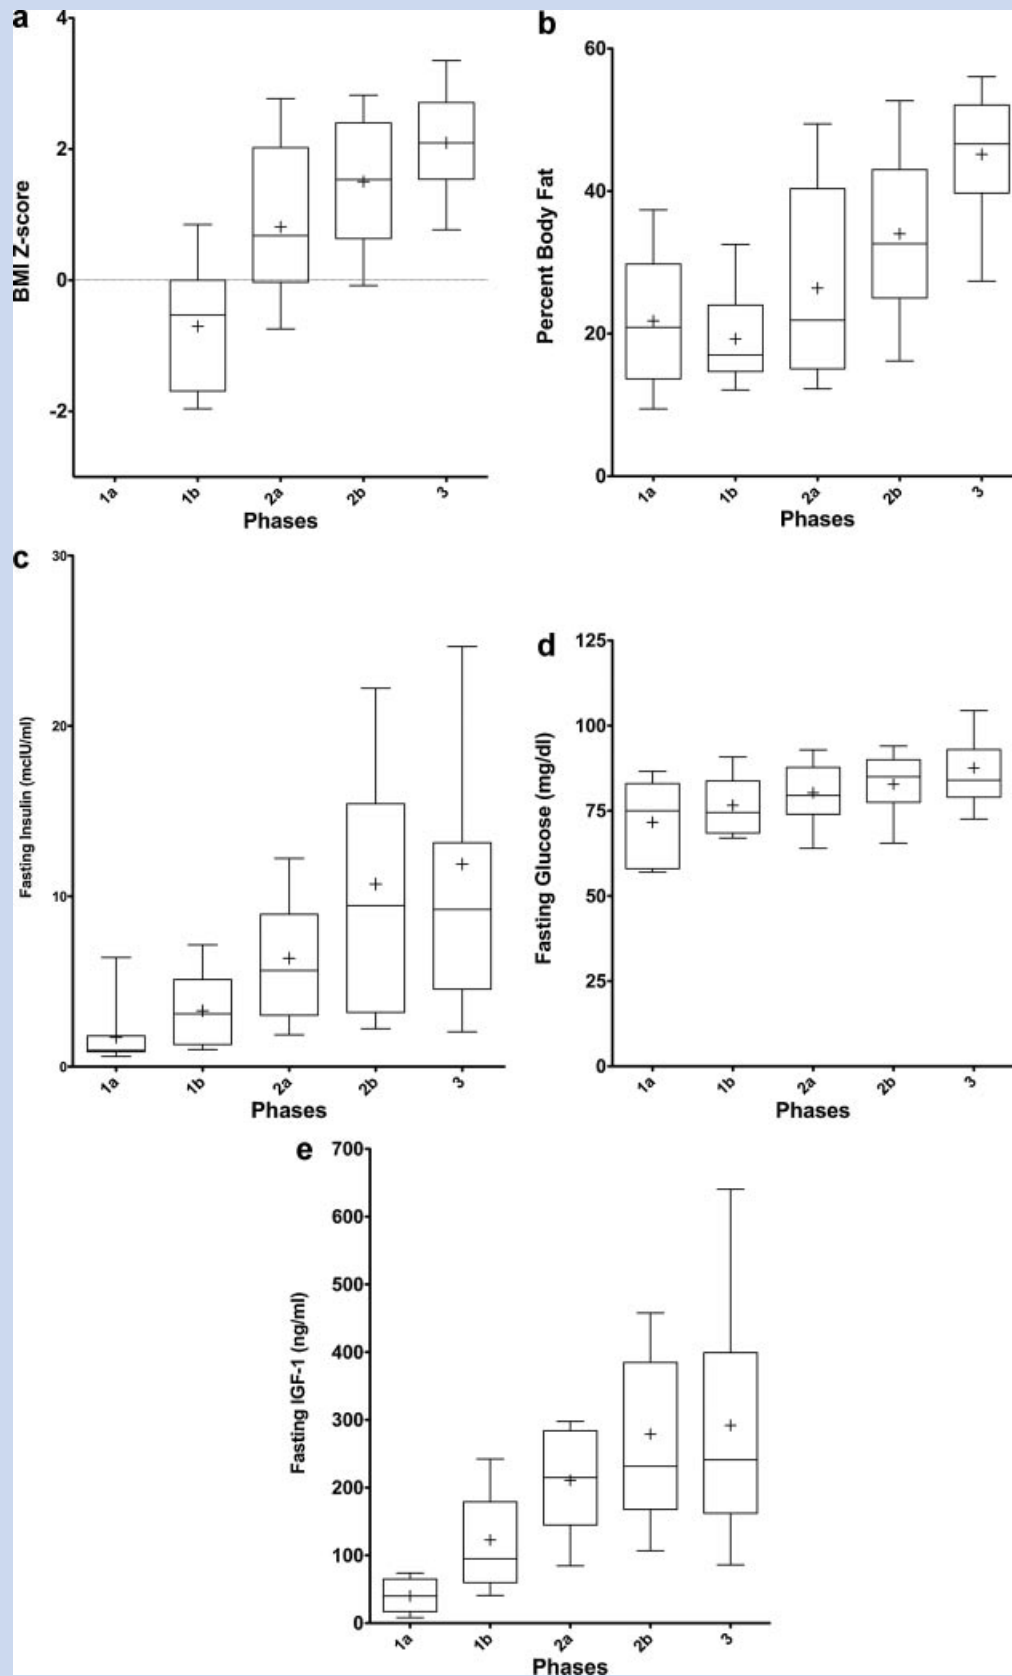 a
4
2
0
-2
BMI Z-score
1a 1b 2a 2b 3
Phases
b
60
40
20
0
Percent Body Fat
1a 1b 2a 2b 3
Phases
c
30
20
10
0
Fasting Insulin (mcIU/ml)
1a 1b 2a 2b 3
Phases
d
125
100
75
50
25
0
Fasting Glucose (mg/dl)
1a 1b 2a 2b 3
Phases
e
700
600
500
400
300
200
100
0
Fasting IGF-1 (ng/ml)
1a 1b 2a 2b 3
Phases